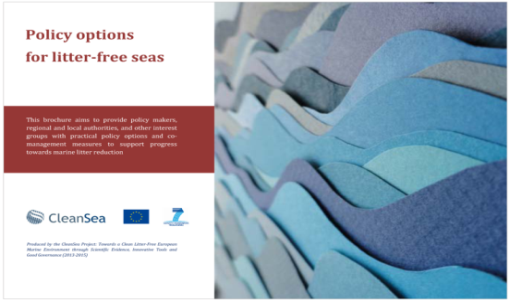 Policy options
for litter-free seas
This brochure aims to provide policy makers,
regional and local authorities, and other interest
groups with practical policy options and co-
management measures to support progress
towards marine litter reduction
CleanSea
7
Produced by the CleanSea Project: Towards a Clean Litter-Free European
Marine Environment through Scientific Evidence, Innovative Tools and
Good Governance (2013-2015)